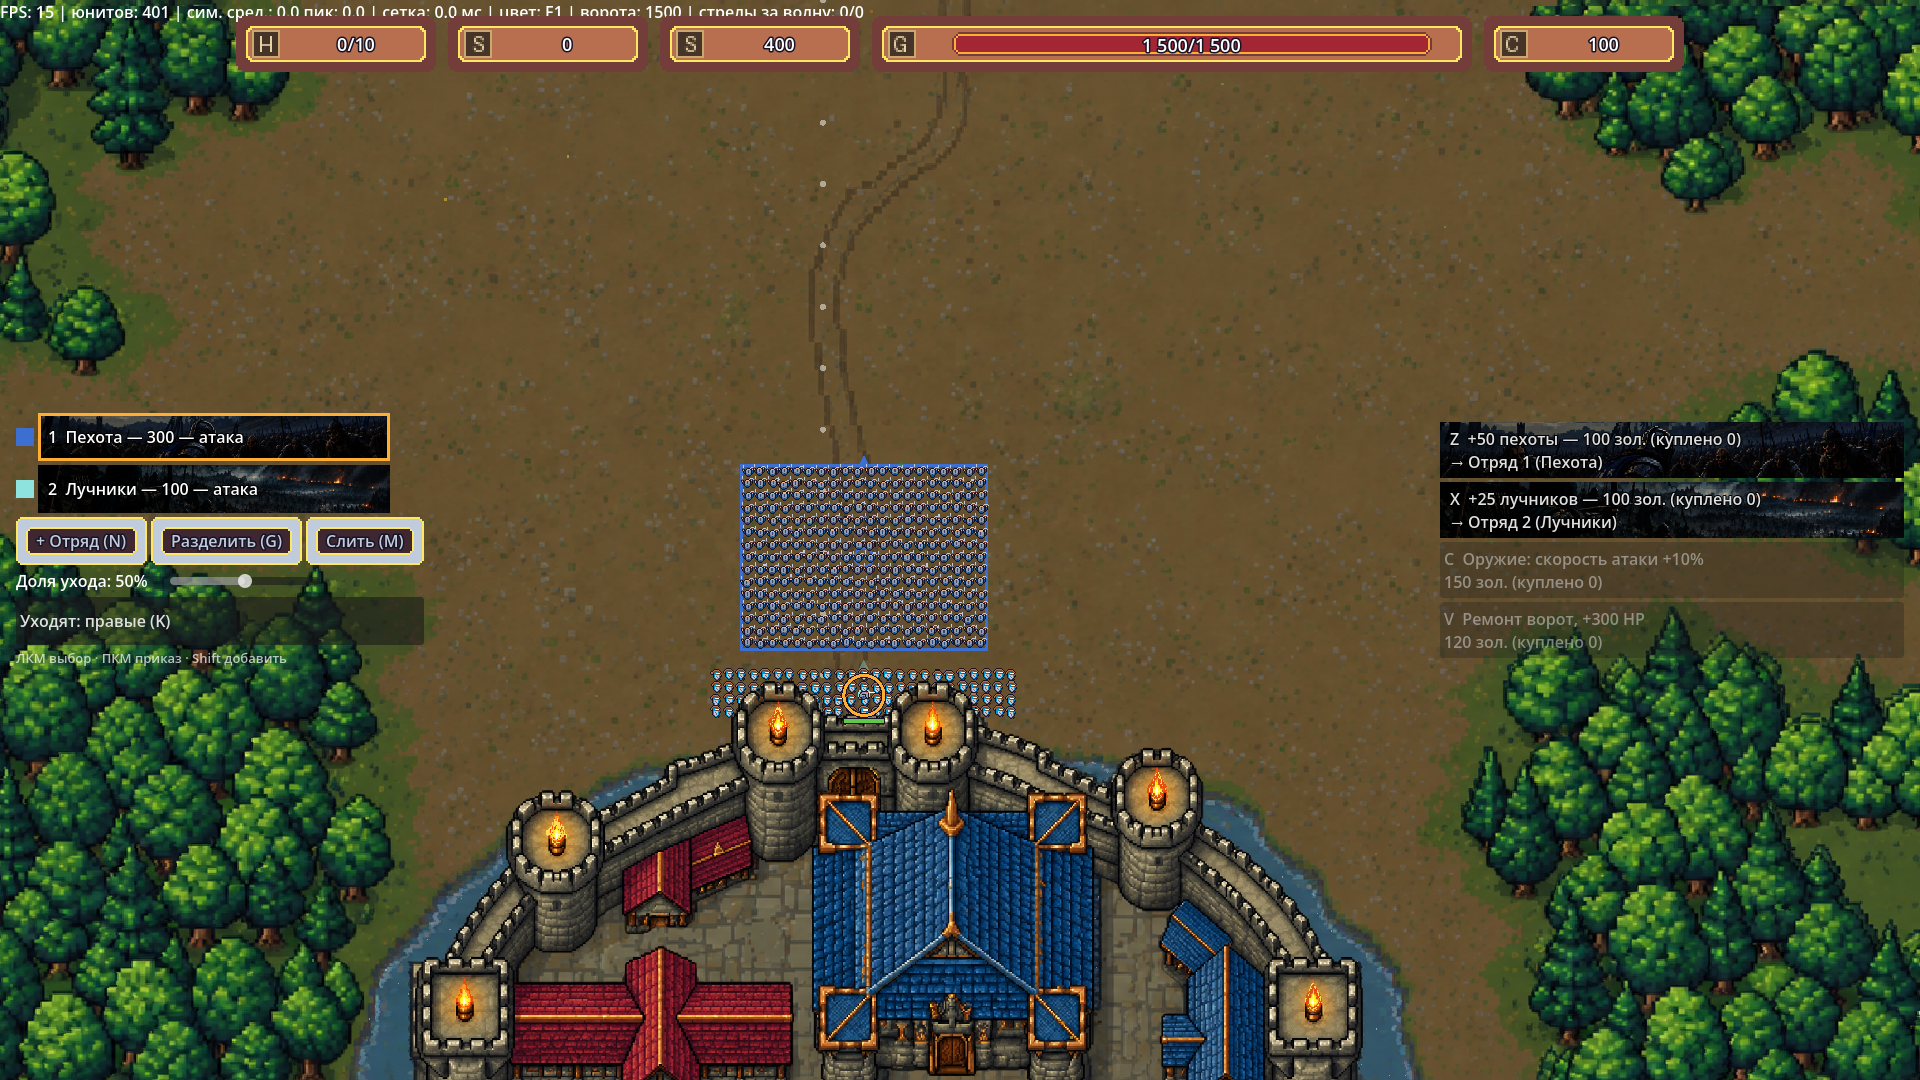 FPS: 15 | юнитов: 401 | сим. сред.: 0.0 пик: 0.0 | сетка: 0.0 мс | цвет: F1 | ворота: 1500 | стрелы за волну: 0/0
H 0/10
S 0
S 400
G 1 500/1 500
C 100
1 Пехота — 300 — атака
2 Лучники — 100 — атака
+ Отряд (N)
Разделить (G)
Слить (M)
Доля ухода: 50%
Уходят: правые (K)
ЛКМ выбор · ПКМ приказ · Shift добавить
Z +50 пехоты — 100 зол. (куплено 0)
→ Отряд 1 (Пехота)
X +25 лучников — 100 зол. (куплено 0)
→ Отряд 2 (Лучники)
C Оружие: скорость атаки +10%
150 зол. (куплено 0)
V Ремонт ворот, +300 HP
120 зол. (куплено 0)